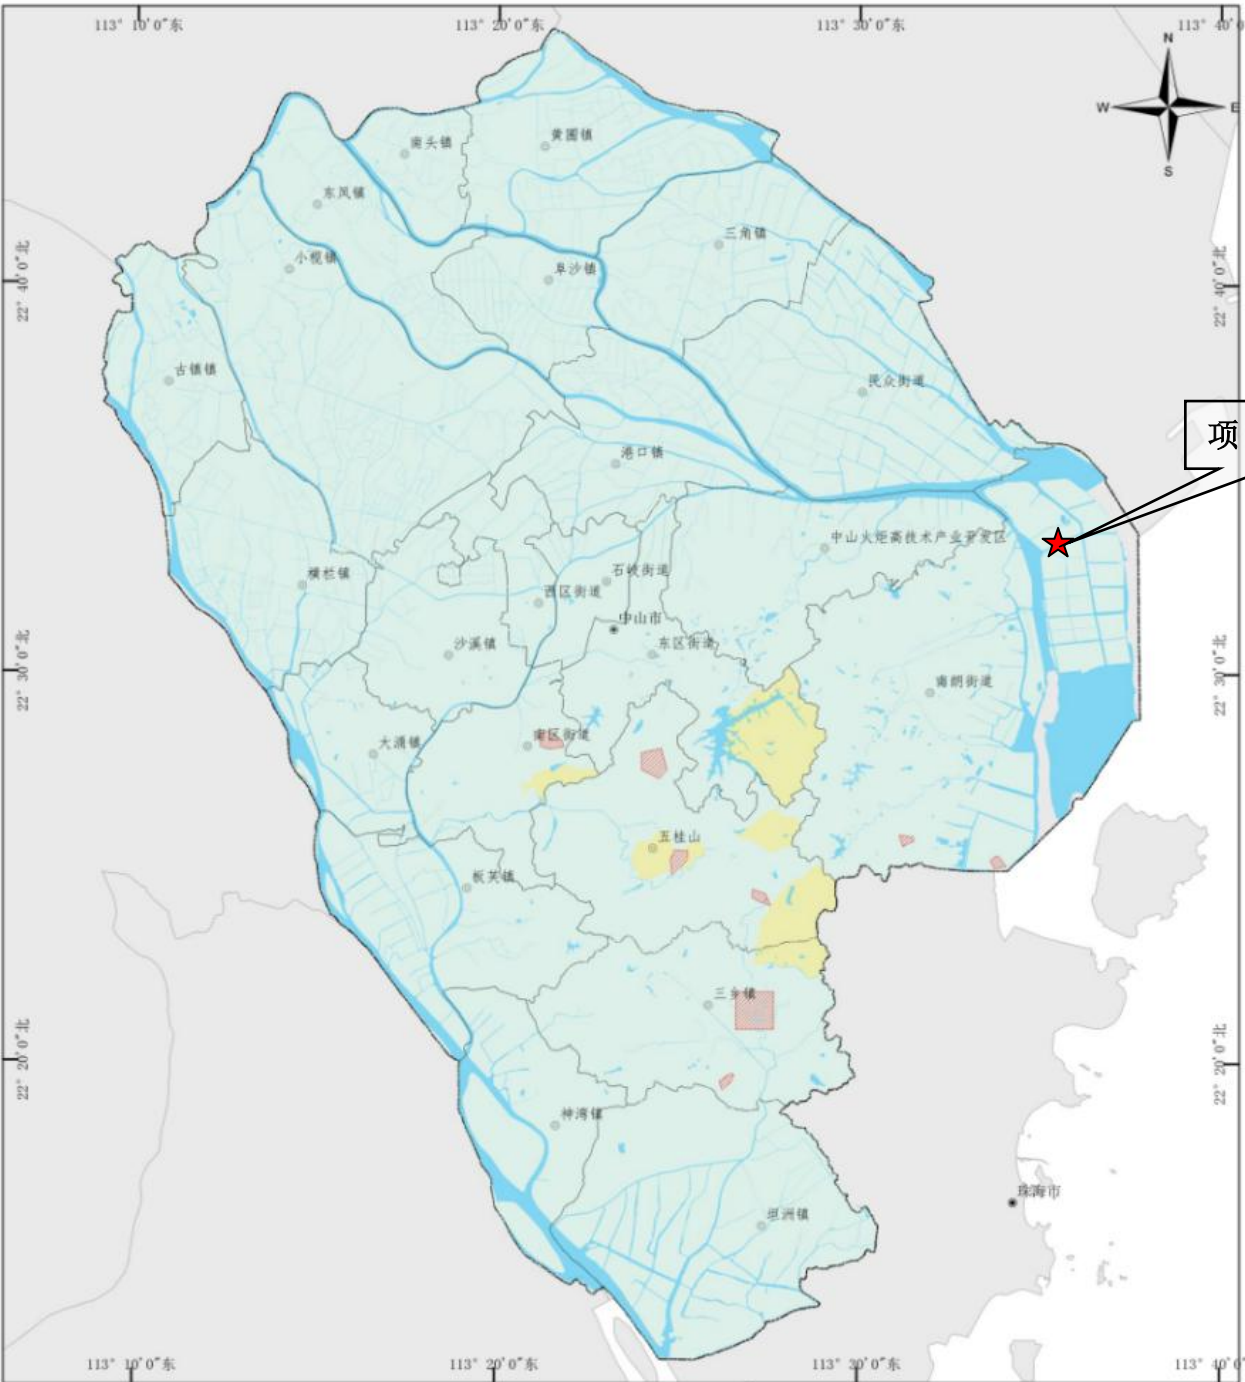 113° 10′ 0″东
113° 20′ 0″东
113° 30′ 0″东
113° 40′ 0
N
W
E
S
南头镇
黄圃镇
东凤镇
三角镇
小榄镇
阜沙镇
22° 40′ 0″北
22° 40′ 0″北
古镇镇
民众街道
项
港口镇
中山火炬高技术产业开发区
横栏镇
石岐街道
西区街道
中山市
沙溪镇
东区街道
22° 30′ 0″北
22° 30′ 0″北
南朗街道
大涌镇
南区街道
五桂山
板芙镇
三乡镇
22° 20′ 0″北
22° 20′ 0″北
神湾镇
珠海市
坦洲镇
113° 10′ 0″东
113° 20′ 0″东
113° 30′ 0″东
113° 40′ 0